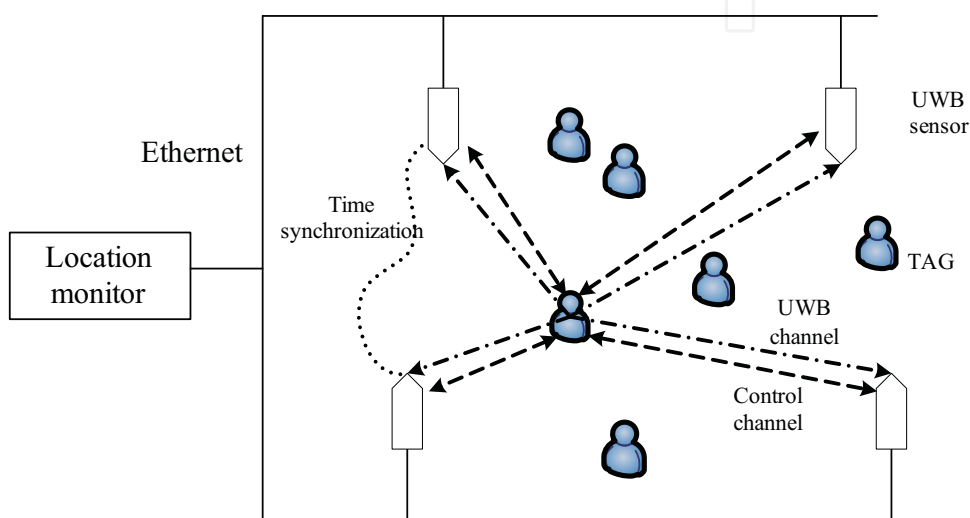 UWB
sensor
Ethernet
Time
synchronization
Location
monitor
TAG
UWB
channel
Control
channel